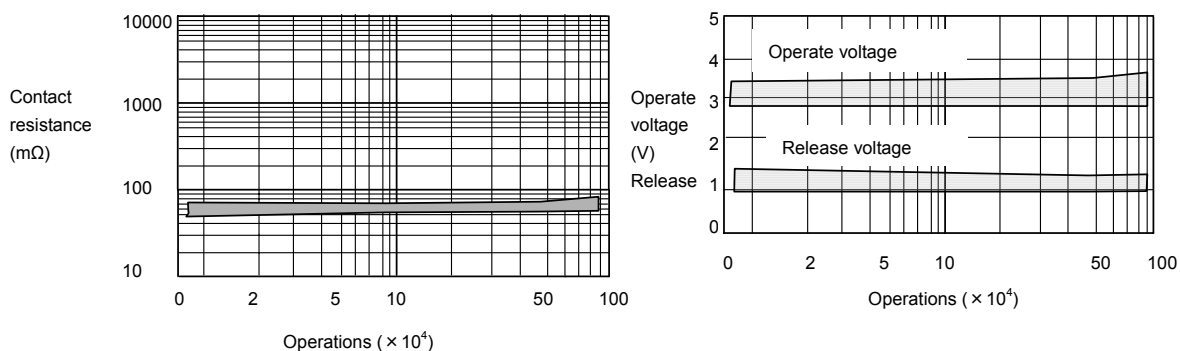 10000
1000
100
10
Contact
resistance
(mΩ)
0 2 5 10 50 100
Operations ( × 10⁴)
5
4
3
2
1
0
Operate voltage
Release voltage
Operate
voltage
(V)
Release
0 2 5 10 50 100
Operations ( × 10⁴)